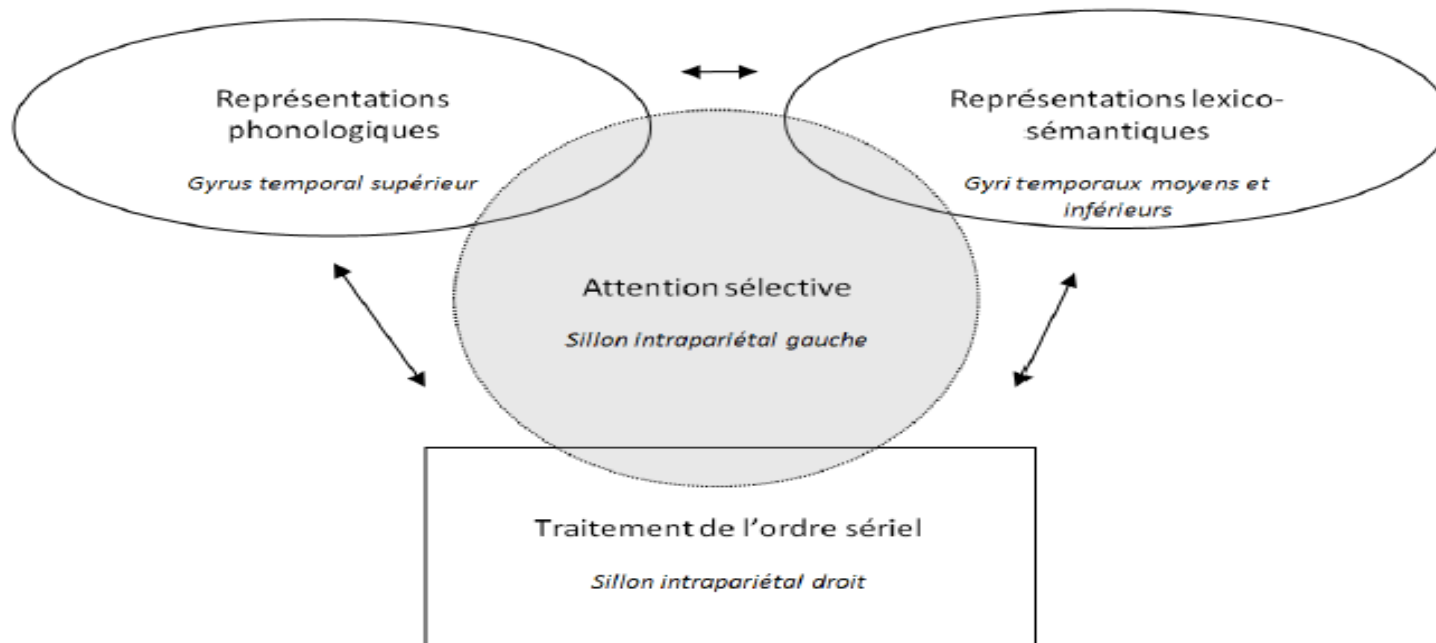 Représentations
phonologiques
Gyrus temporal supérieur
Représentations lexico-
sémantiques
Gyri temporaux moyens et
inférieurs
Attention sélective
Sillon intrapariétal gauche
Traitement de l'ordre sériel
Sillon intrapariétal droit